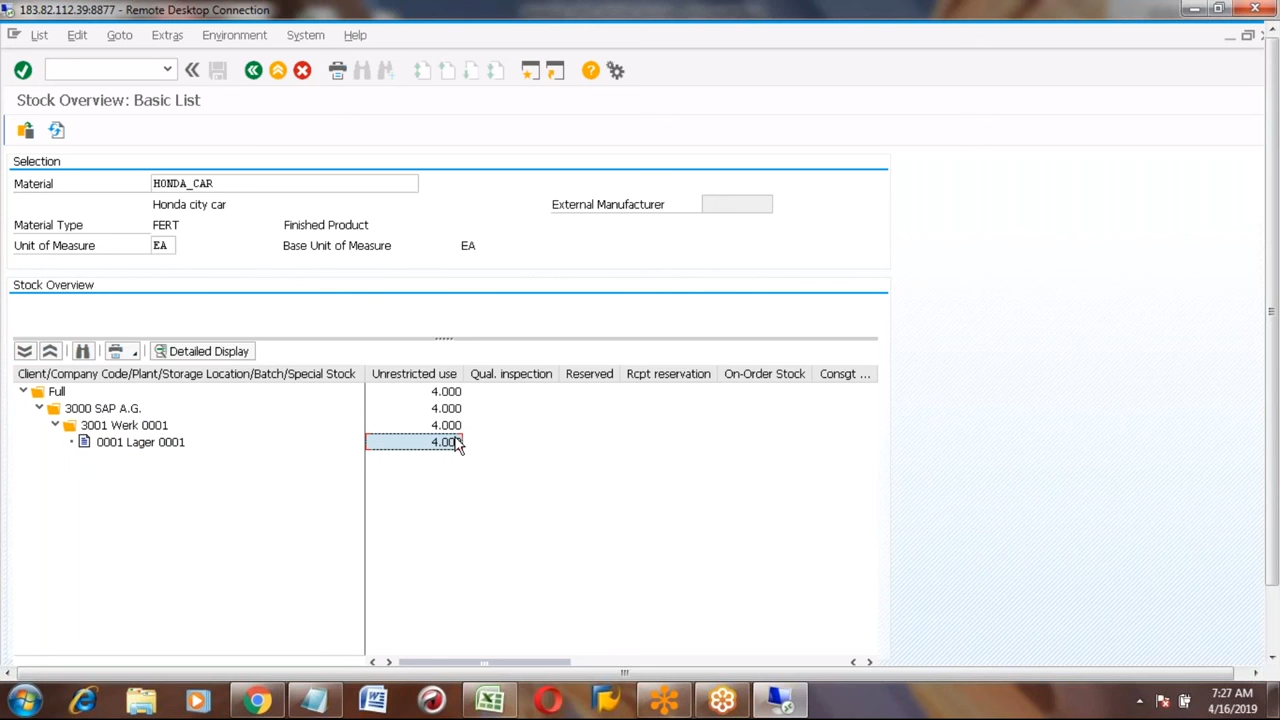 183.82.112.39:8877 - Remote Desktop Connection
List Edit Goto Extras Environment System Help
Stock Overview: Basic List
Selection
Material HONDA_CAR
Honda city car External Manufacturer
Material Type FERT Finished Product
Unit of Measure EA Base Unit of Measure EA
Stock Overview
Detailed Display
Client/Company Code/Plant/Storage Location/Batch/Special Stock Unrestricted use Qual. inspection Reserved Rcpt reservation On-Order Stock Consgt ...
Full 4.000
3000 SAP A.G. 4.000
3001 Werk 0001 4.000
0001 Lager 0001 4.000
7:27 AM
4/16/2019